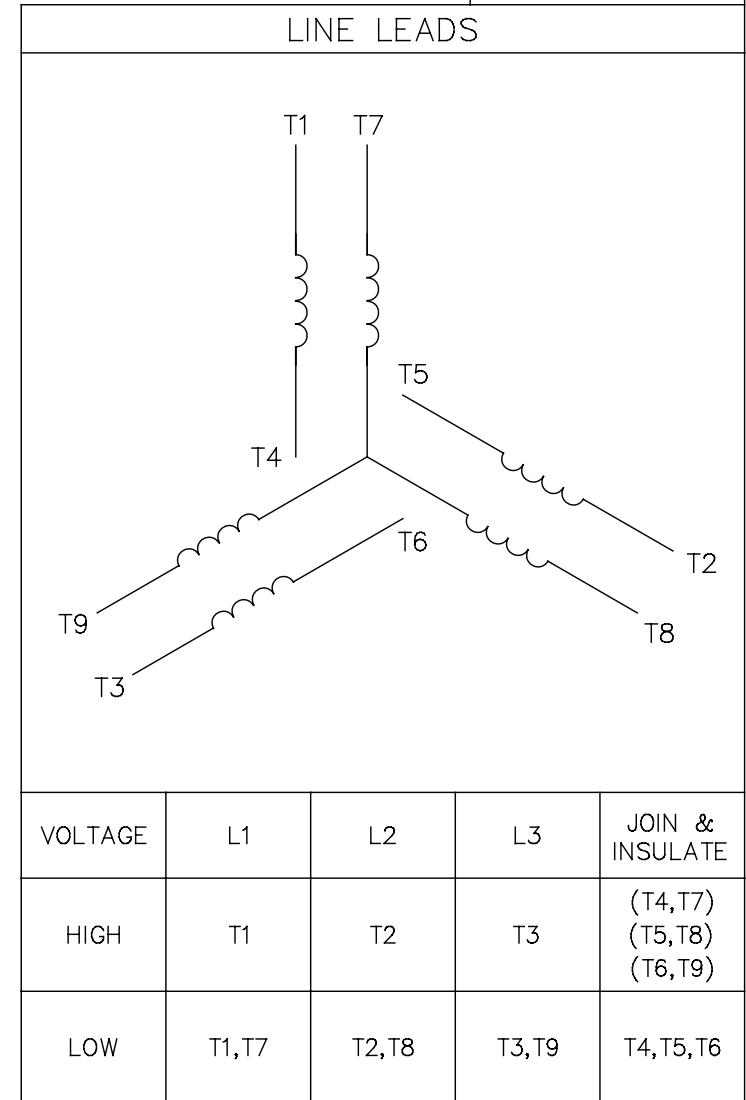 LINE LEADS
T1 T7
T5
T4
T6
T2
T9
T8
T3
VOLTAGE L1 L2 L3 JOIN &
INSULATE
HIGH T1 T2 T3 (T4,T7)
(T5,T8)
(T6,T9)
LOW T1,T7 T2,T8 T3,T9 T4,T5,T6